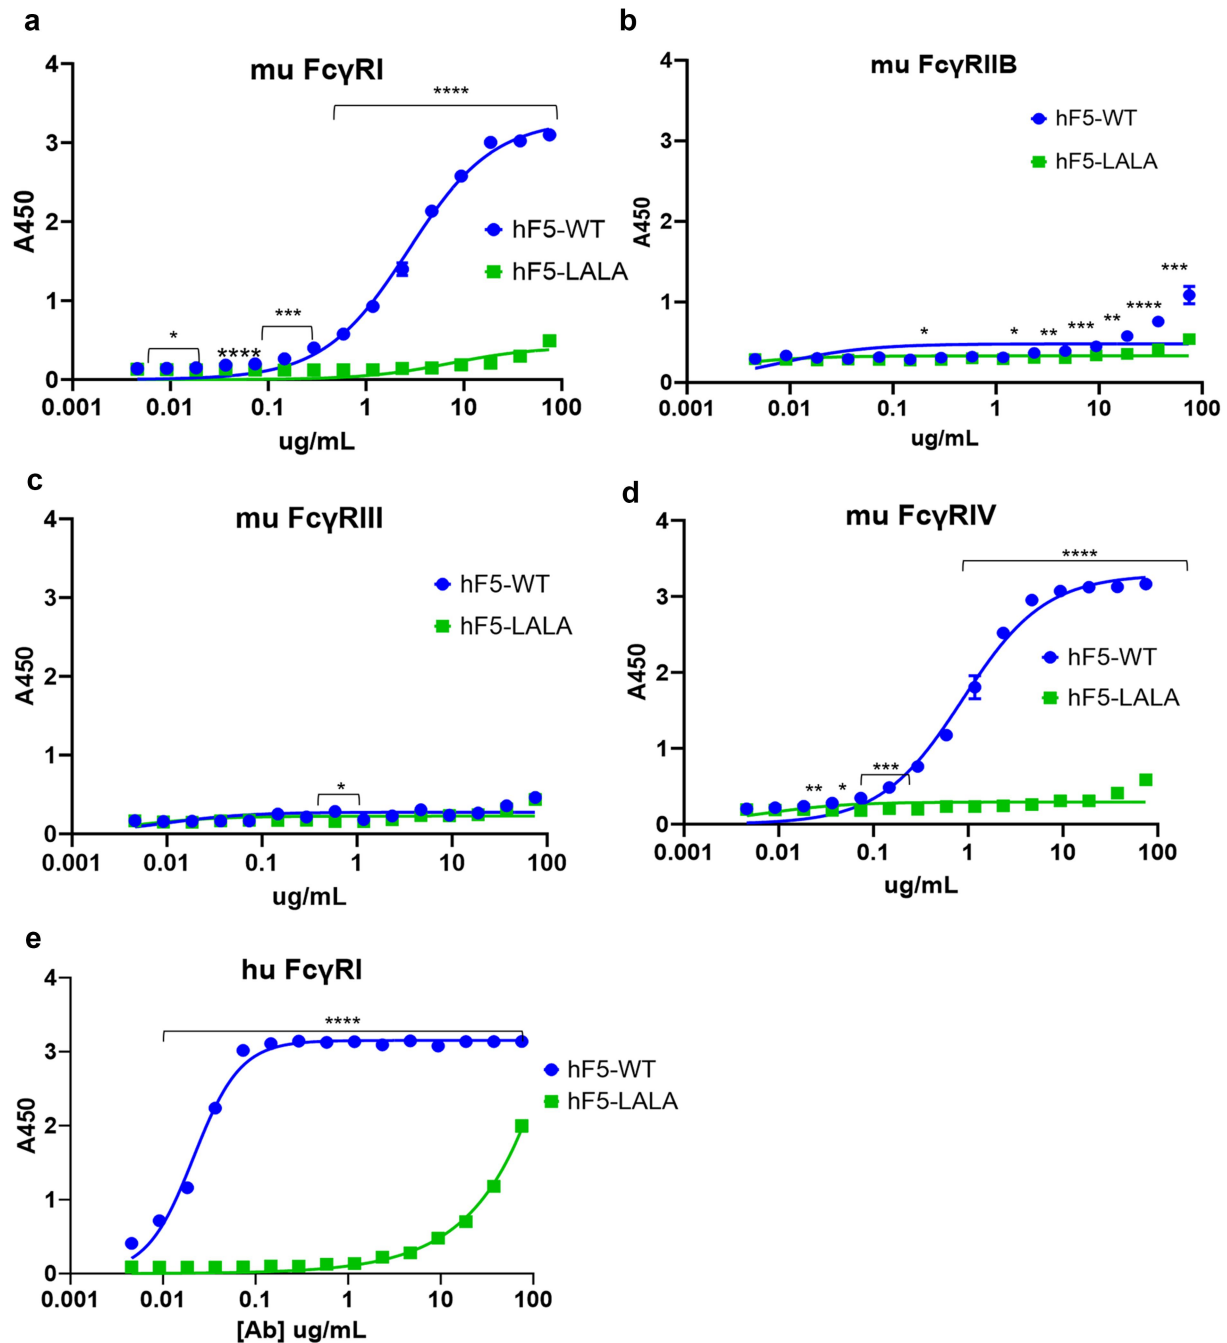 a
mu FcγRI
4
3
2
1
0
A450
****
*
****
***
hF5-WT
hF5-LALA
0.001 0.01 0.1 1 10 100
ug/mL
b
mu FcγRIIB
4
3
2
1
0
A450
hF5-WT
hF5-LALA
* * ** *** ** **** ***
0.001 0.01 0.1 1 10 100
ug/mL
c
mu FcγRIII
4
3
2
1
0
A450
hF5-WT
hF5-LALA
*
0.001 0.01 0.1 1 10 100
ug/mL
d
mu FcγRIV
4
3
2
1
0
A450
****
** * ***
hF5-WT
hF5-LALA
0.001 0.01 0.1 1 10 100
ug/mL
e
hu FcγRI
4
3
2
1
0
A450
****
hF5-WT
hF5-LALA
0.001 0.01 0.1 1 10 100
[Ab] ug/mL